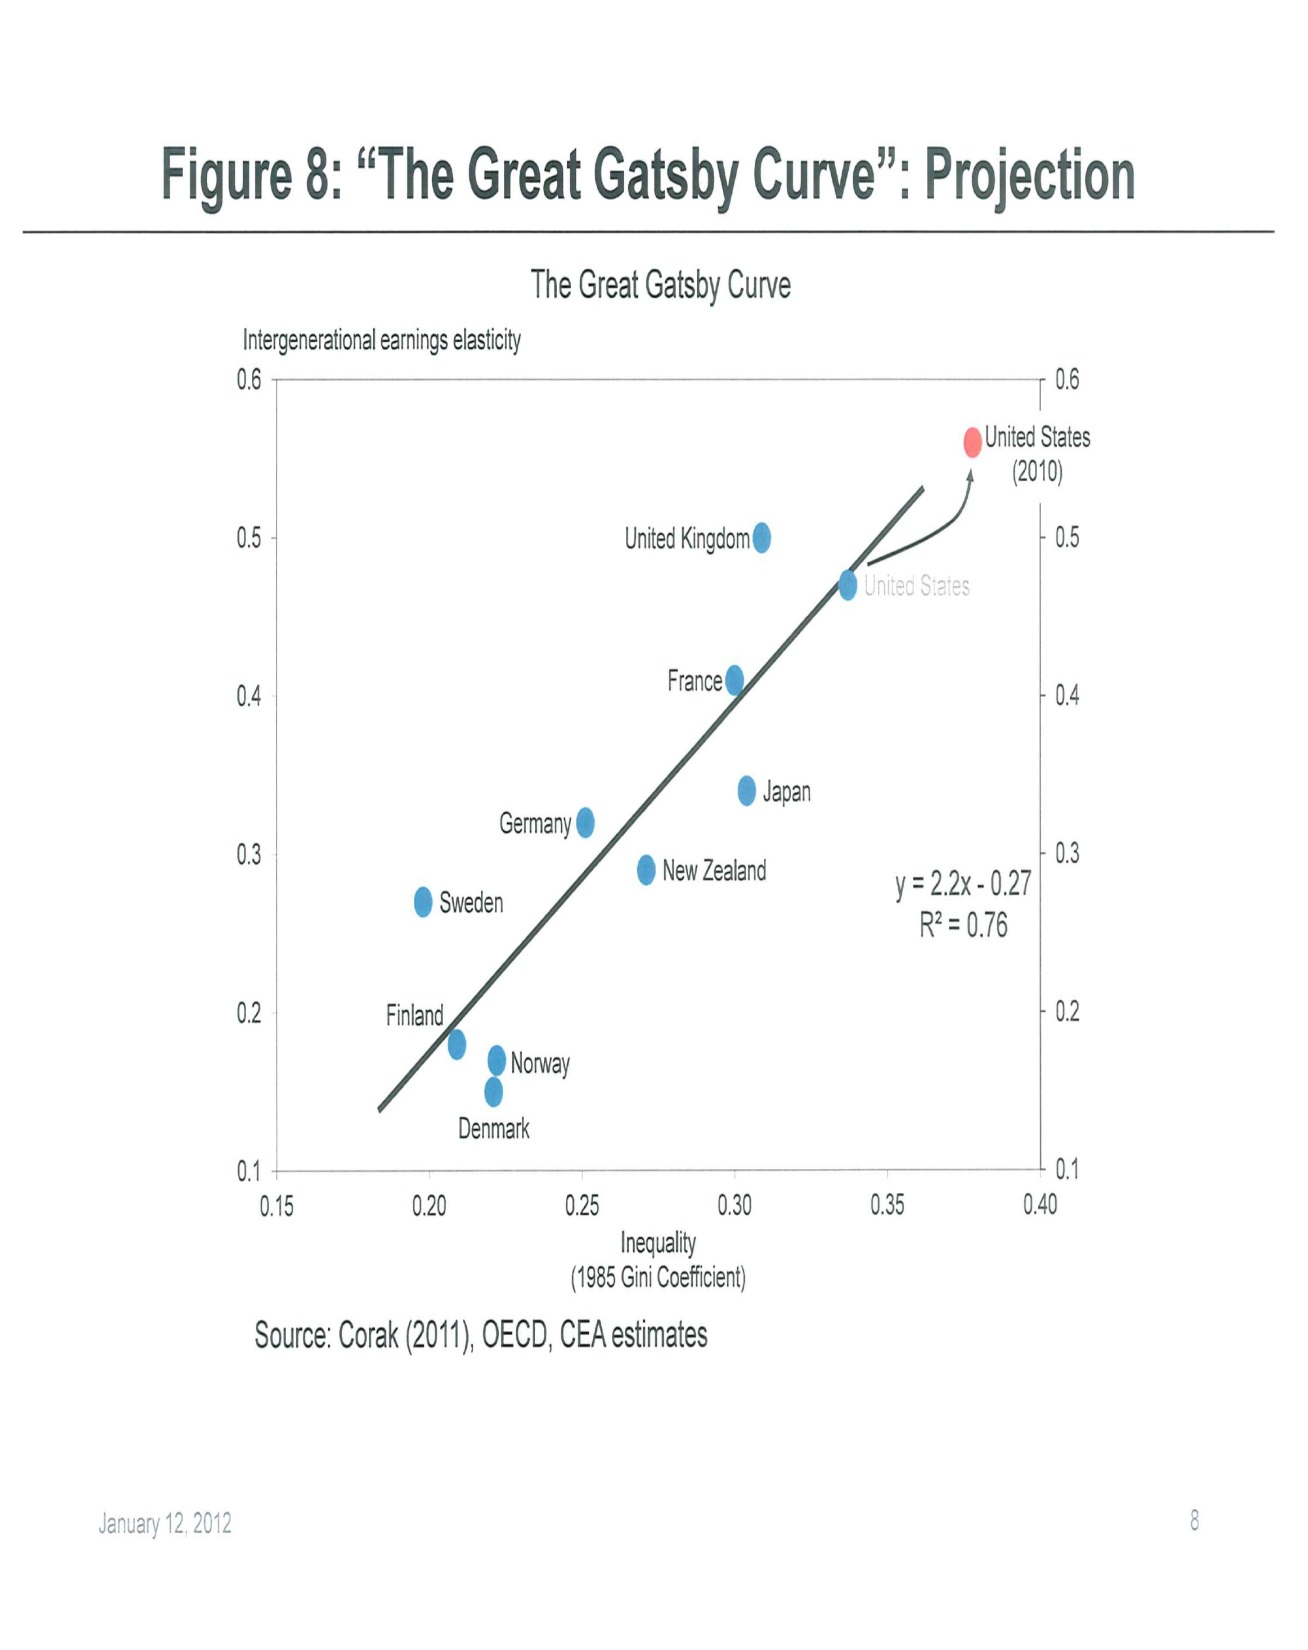 Figure 8: “The Great Gatsby Curve”: Projection
The Great Gatsby Curve
Intergenerational earnings elasticity
0.6
0.6
United States
(2010)
0.5
United Kingdom
0.5
United States
France
0.4
0.4
Japan
Germany
0.3
New Zealand
0.3
y = 2.2x - 0.27
Sweden
R² = 0.76
0.2
Finland
0.2
Norway
Denmark
0.1
0.1
0.15
0.20
0.25
0.30
0.35
0.40
Inequality
(1985 Gini Coefficient)
Source: Corak (2011), OECD, CEA estimates
January 12, 2012
8